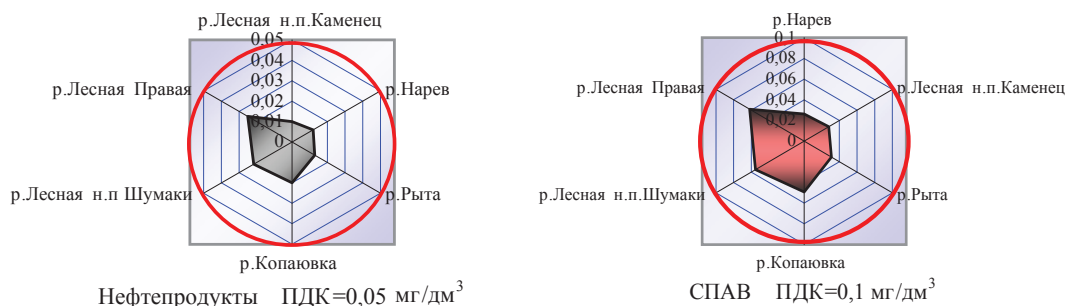 р.Лесная н.п.Каменец
0,05
0,04
0,03
0,02
0,01
0
р.Нарев
р.Рыта
р.Копаювка
р.Лесная н.п Шумаки
р.Лесная Правая
Нефтепродукты ПДК=0,05 мг/дм³
р.Нарев
0,1
0,08
0,06
0,04
0,02
0
р.Лесная н.п.Каменец
р.Рыта
р.Копаювка
р.Лесная н.п.Шумаки
р.Лесная Правая
СПАВ ПДК=0,1 мг/дм³